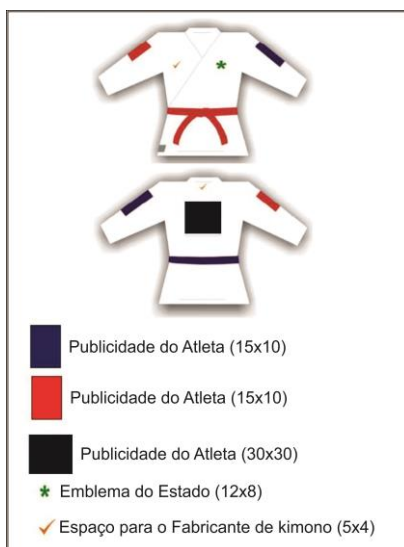 Publicidade do Atleta (15x10)
Publicidade do Atleta (15x10)
Publicidade do Atleta (30x30)
Emblema do Estado (12x8)
Espaço para o Fabricante de kimono (5x4)